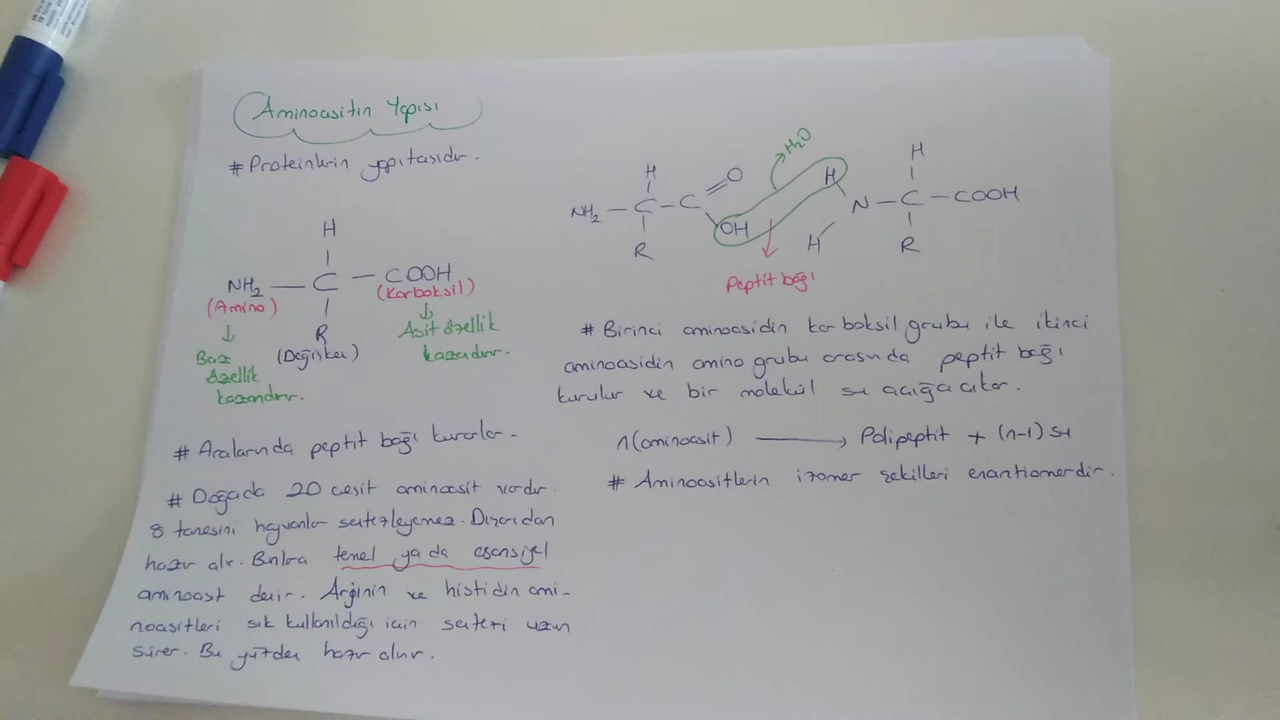 Aminoasitin Yapısı
# Proteinlerin yapıtaşıdır.
H
NH₂ — C — COOH
(Amino)
(Karboksil)
R
(Değişken)
Baz
özellik
kazandırır.
Asit özellik
kazandırır.
# Aralarında peptit bağı kurarlar.
# Doğada 20 çeşit aminoasit vardır.
8 tanesini hayvanlar sentezleyemez. Dışarıdan
hazır alır. Bunlara temel ya da esansiyel
aminoasit denir. Arginin ve histidin ami-
noasitleri sık kullanıldığı için sentezi uzun
sürer. Bu yüzden hazır alınır.
H₂O
H
NH₂ — C — C
O
OH
R
H
H
N — C — COOH
H
R
Peptit bağı
# Birinci aminoasidin karboksil grubu ile ikinci
aminoasidin amino grubu arasında peptit bağı
kurulur ve bir molekül su açığa çıkar.
n(aminoasit) → Polipeptit + (n-1) su
# Aminoasitlerin izomer şekilleri enantiomerdir.